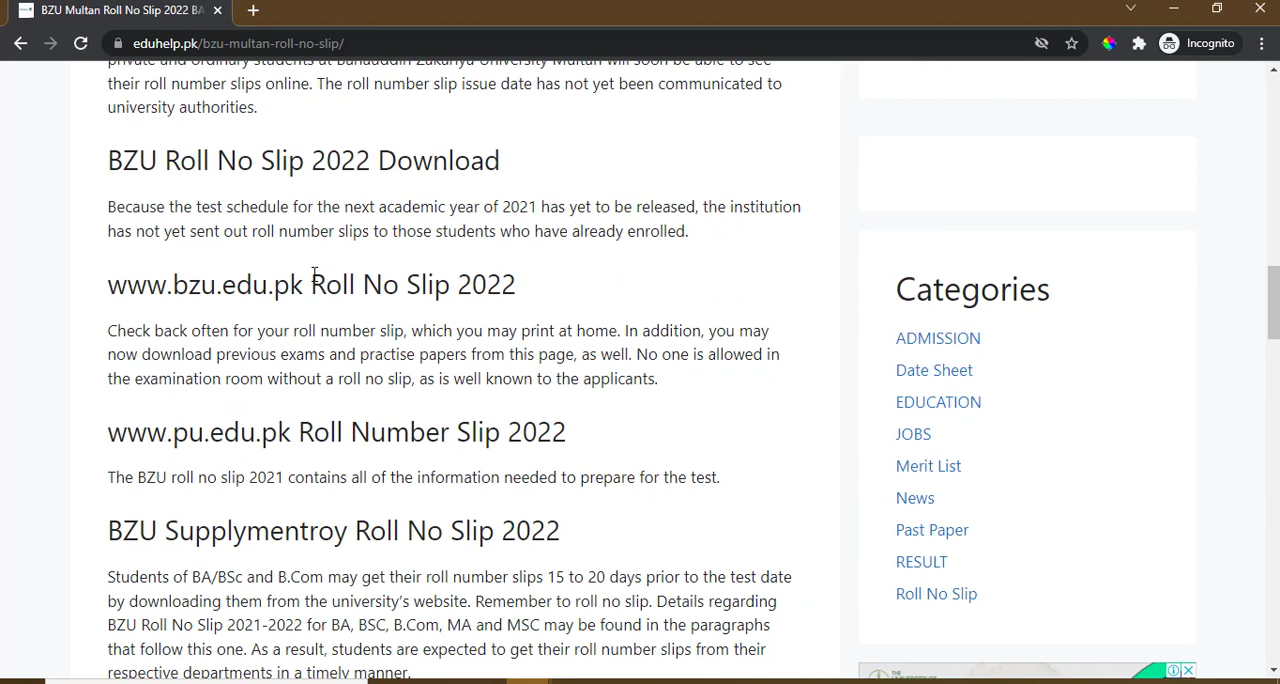 BZU Multan Roll No Slip 2022 BA
eduhelp.pk/bzu-multan-roll-no-slip/
Incognito
private and ordinary students at Bahauddin Zakariya University Multan will soon be able to see
their roll number slips online. The roll number slip issue date has not yet been communicated to
university authorities.
BZU Roll No Slip 2022 Download
Because the test schedule for the next academic year of 2021 has yet to be released, the institution
has not yet sent out roll number slips to those students who have already enrolled.
www.bzu.edu.pk Roll No Slip 2022
Check back often for your roll number slip, which you may print at home. In addition, you may
now download previous exams and practise papers from this page, as well. No one is allowed in
the examination room without a roll no slip, as is well known to the applicants.
www.pu.edu.pk Roll Number Slip 2022
The BZU roll no slip 2021 contains all of the information needed to prepare for the test.
BZU Supplymentroy Roll No Slip 2022
Students of BA/BSc and B.Com may get their roll number slips 15 to 20 days prior to the test date
by downloading them from the university’s website. Remember to roll no slip. Details regarding
BZU Roll No Slip 2021-2022 for BA, BSC, B.Com, MA and MSC may be found in the paragraphs
that follow this one. As a result, students are expected to get their roll number slips from their
respective departments in a timely manner.
Categories
ADMISSION
Date Sheet
EDUCATION
JOBS
Merit List
News
Past Paper
RESULT
Roll No Slip